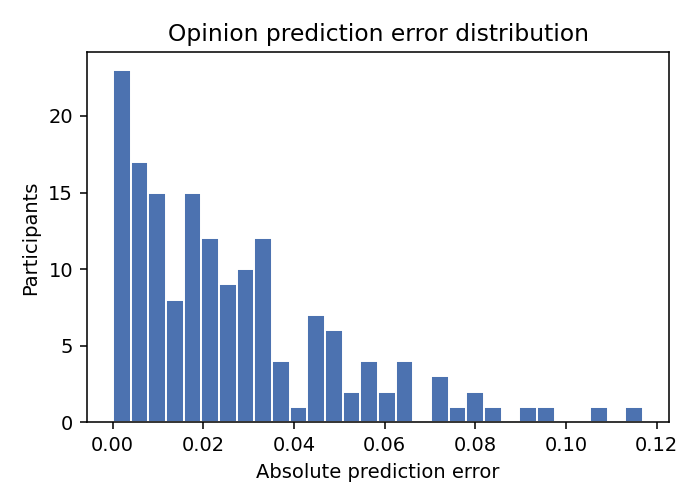 Opinion prediction error distribution
Participants
20
15
10
5
0
0.00 0.02 0.04 0.06 0.08 0.10 0.12
Absolute prediction error